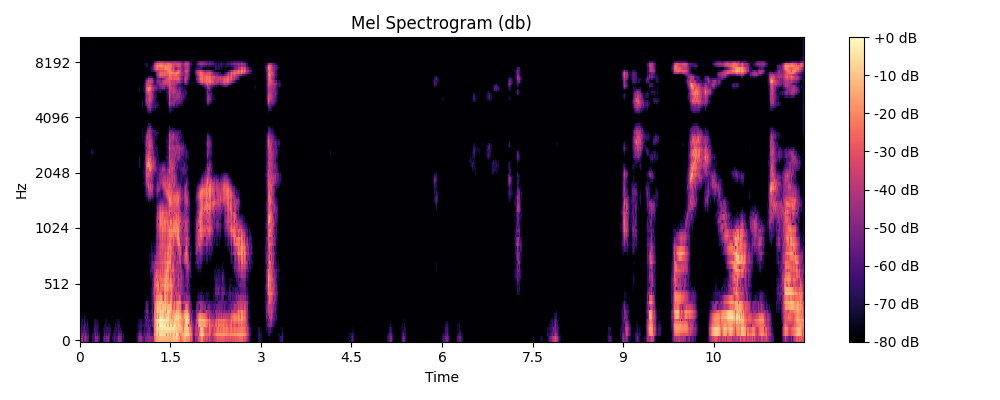 Mel Spectrogram (db)
Hz
8192
4096
2048
1024
512
0
0 1.5 3 4.5 6 7.5 9 10
Time
+0 dB
-10 dB
-20 dB
-30 dB
-40 dB
-50 dB
-60 dB
-70 dB
-80 dB